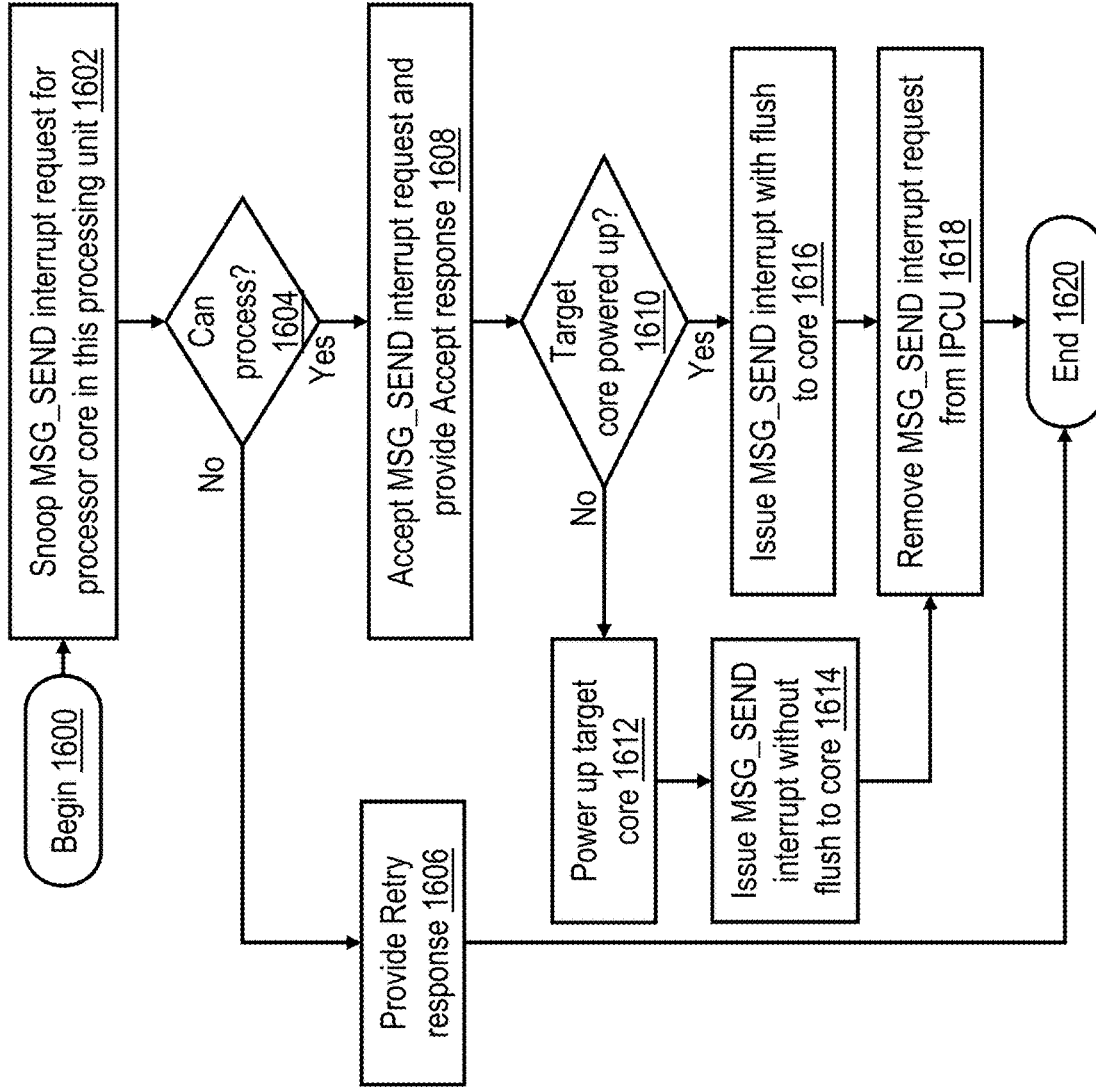 Begin 1600
Snoop MSG_SEND interrupt request for
processor core in this processing unit 1602
Can
process?
1604
No
Yes
Provide Retry
response 1606
Accept MSG_SEND interrupt request and
provide Accept response 1608
Target
core powered up?
1610
No
Yes
Power up target
core 1612
Issue MSG_SEND
interrupt without
flush to core 1614
Issue MSG_SEND interrupt with flush
to core 1616
Remove MSG_SEND interrupt request
from IPCU 1618
End 1620